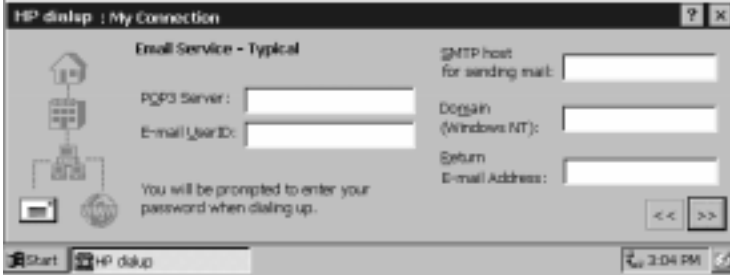 HP dialup : My Connection
? ×
Email Service - Typical
POP3 Server:
E-mail UserID:
You will be prompted to enter your
password when dialing up.
SMTP host
for sending mail:
Domain
(Windows NT):
Return
E-mail Address:
<< >>
Start HP dialup 3:04 PM